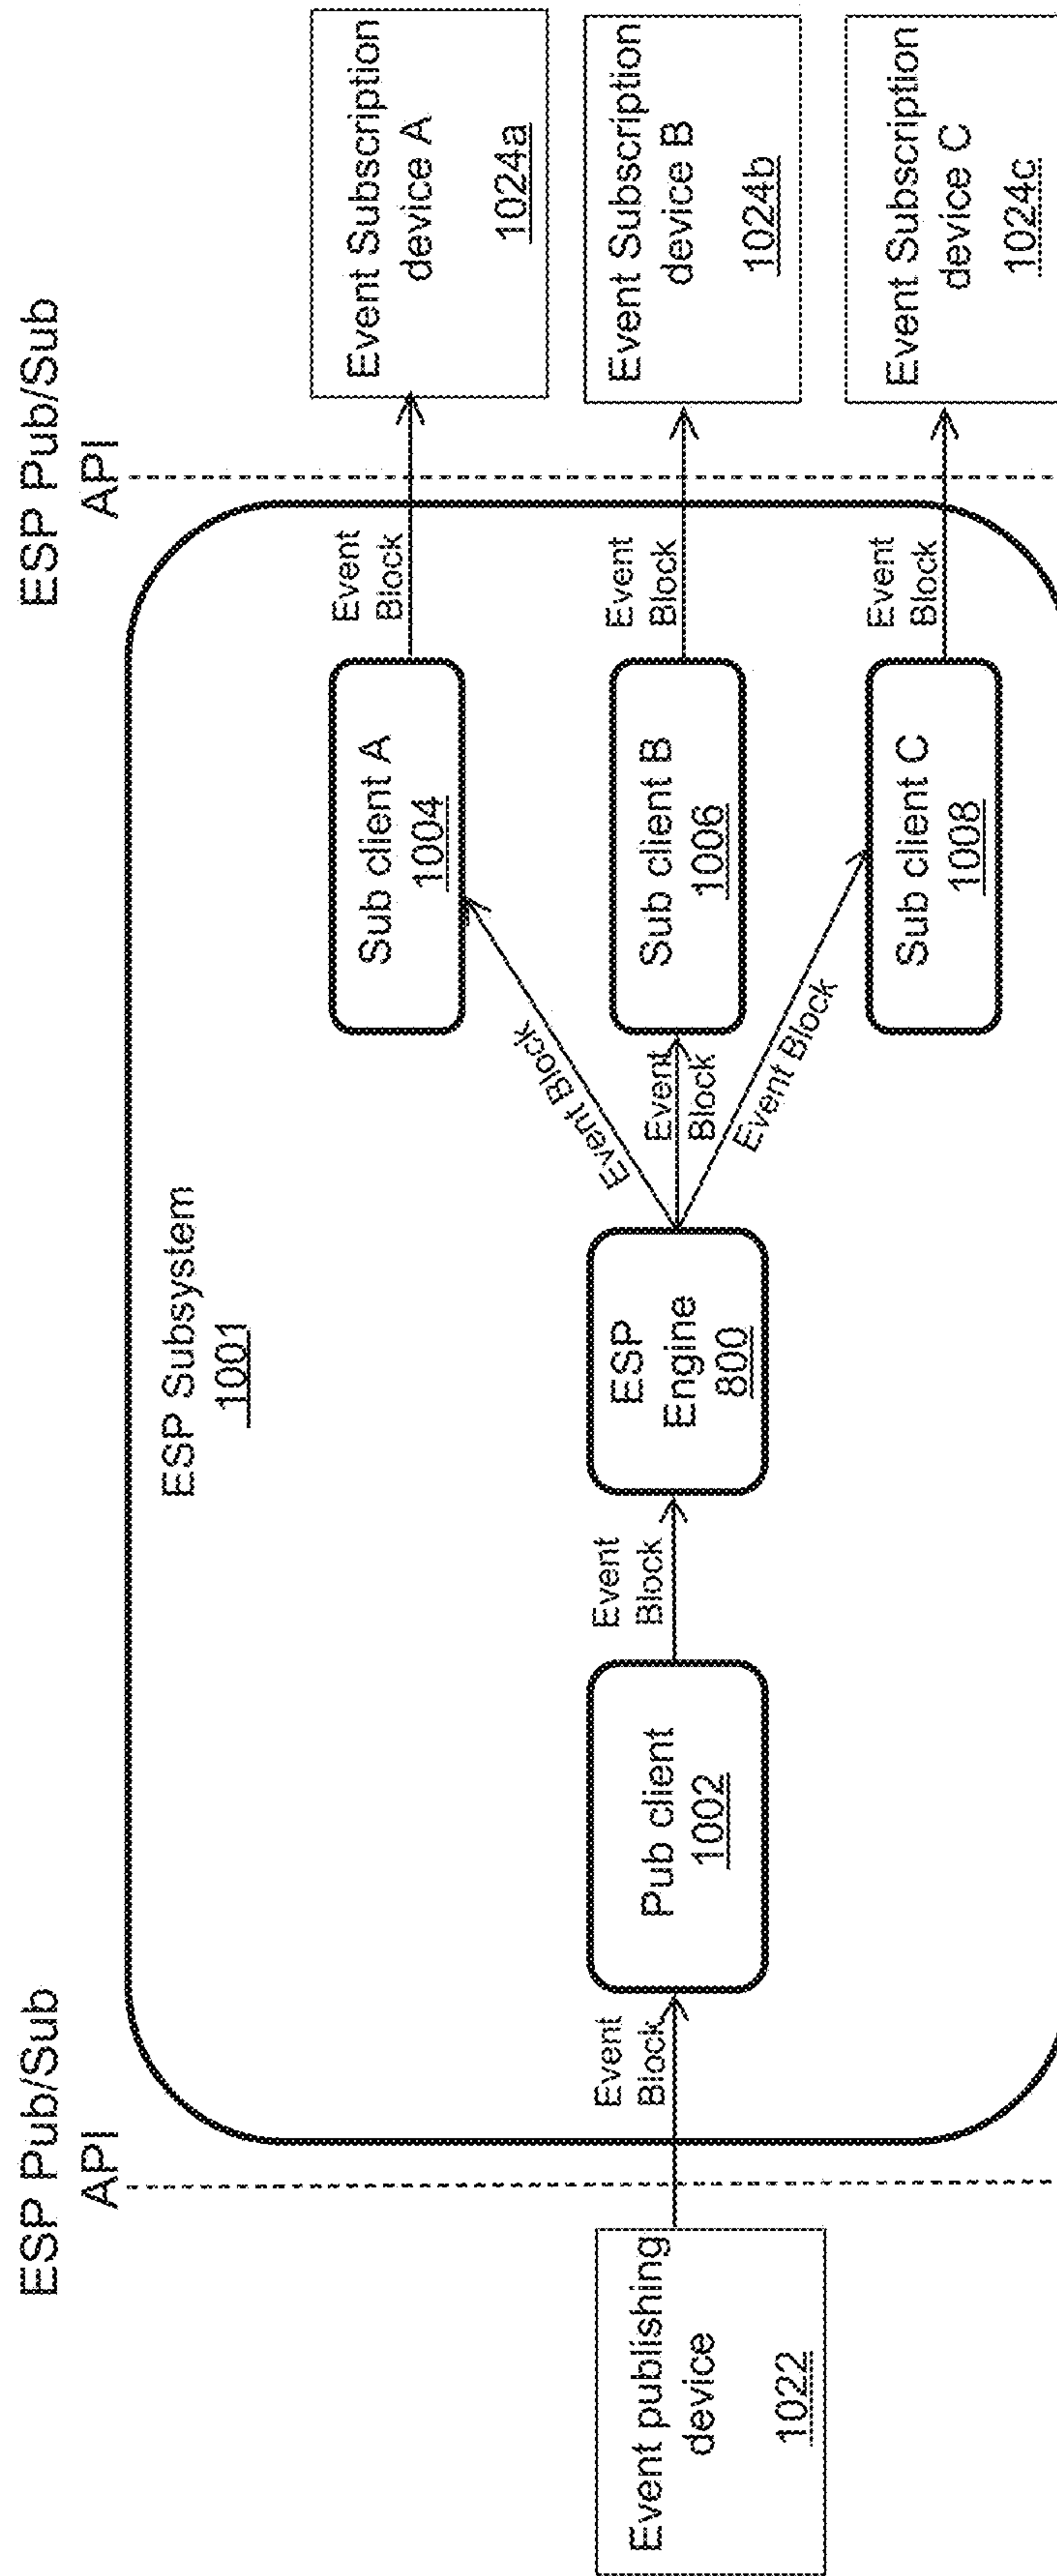 ESP Pub/Sub
API
ESP Pub/Sub
API
ESP Subsystem
1001
Event publishing
device
1022
Event
Block
Pub client
1002
Event
Block
ESP
Engine
800
Event Block
Event
Block
Event Block
Sub client A
1004
Sub client B
1006
Sub client C
1008
Event
Block
Event
Block
Event
Block
Event Subscription
device A
1024a
Event Subscription
device B
1024b
Event Subscription
device C
1024c